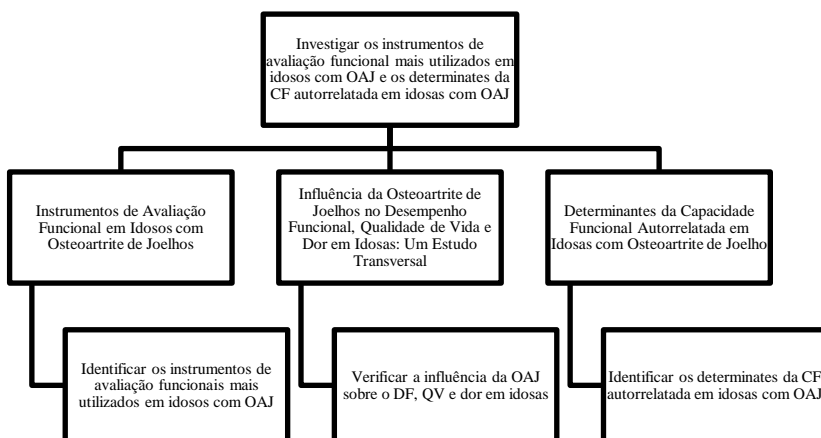 Investigar os instrumentos de
avaliação funcional mais utilizados em
idosos com OAJ e os determinates da
CF autorrelatada em idosas com OAJ
Instrumentos de Avaliação
Funcional em Idosos com
Osteoartrite de Joelhos
Influência da Osteoartrite de
Joelhos no Desempenho
Funcional, Qualidade de Vida e
Dor em Idosas: Um Estudo
Transversal
Determinantes da Capacidade
Funcional Autorrelatada em
Idosas com Osteoartrite de Joelho
Identificar os instrumentos de
avaliação funcionais mais
utilizados em idosos com OAJ
Verificar a influência da OAJ
sobre o DF, QV e dor em idosas
Identificar os determinates da CF
autorrelatada em idosas com OAJ